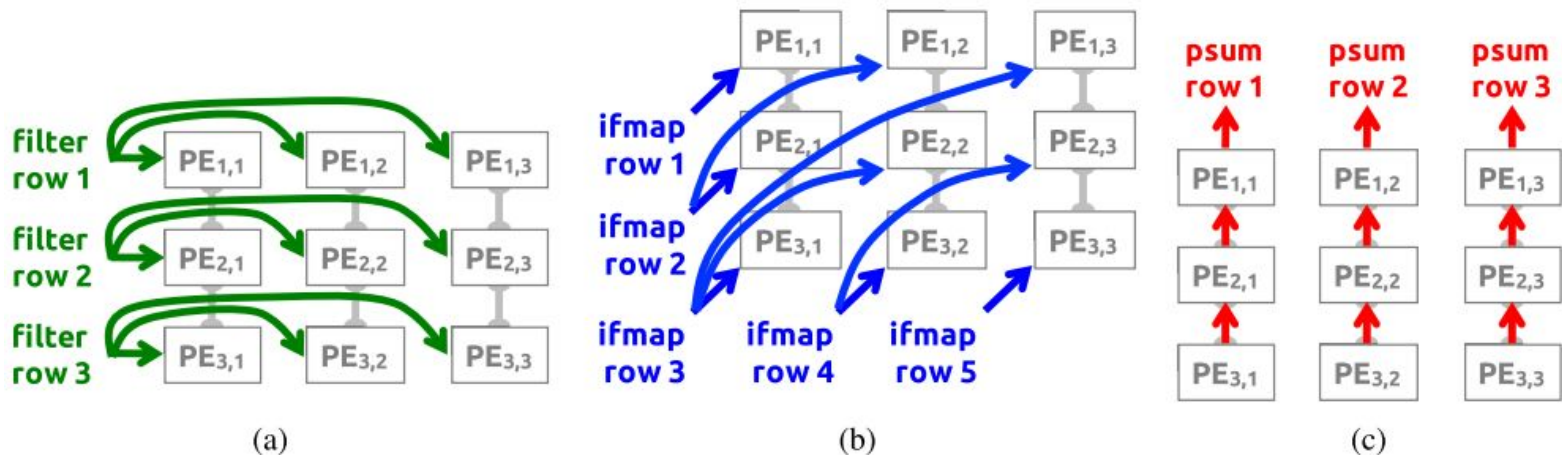 filter
row 1
PE1,1 PE1,2 PE1,3
filter
row 2
PE2,1 PE2,2 PE2,3
filter
row 3
PE3,1 PE3,2 PE3,3
(a)
PE1,1 PE1,2 PE1,3
ifmap
row 1
PE2,1 PE2,2 PE2,3
ifmap
row 2
PE3,1 PE3,2 PE3,3
ifmap
row 3
ifmap
row 4
ifmap
row 5
(b)
psum
row 1
psum
row 2
psum
row 3
PE1,1 PE1,2 PE1,3
PE2,1 PE2,2 PE2,3
PE3,1 PE3,2 PE3,3
(c)